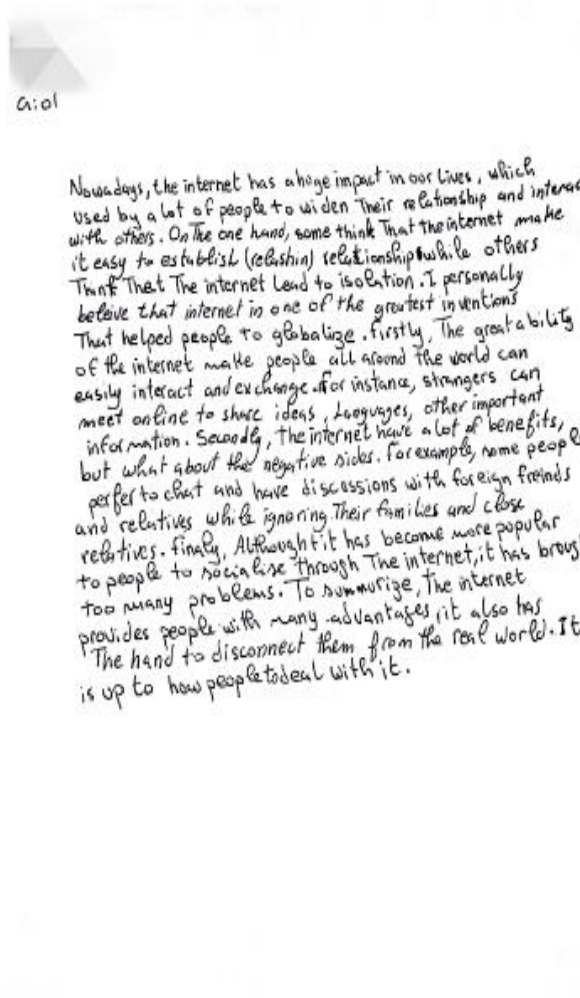 G:01
Nowadays, the internet has a huge impact in our lives, which
used by a lot of people to widen Their relationship and interac
with others. On The one hand, some think That the internet make
it easy to establish (relashin) relationship while others
Think That The internet Lead to isolation. I personally
beleive that internet in one of the greatest inventions
That helped people to globalize. firstly, The great ability
of the internet make people all around the world can
easily interact and exchange. for instance, strangers can
meet online to share ideas, Languages, other important
information. Secondly, the internet have a lot of benefits,
but what about the negative sides. For example, some people
perfer to chat and have discussions with foreign freinds
and relatives while ignoring Their families and close
relatives. finaly, Although it has become more popular
to people to socialise through The internet, it has broug
too many problems. To summurize, the internet
provides people with many advantages, it also has
The hand to disconnect them from the real world. It
is up to how people to deal with it.